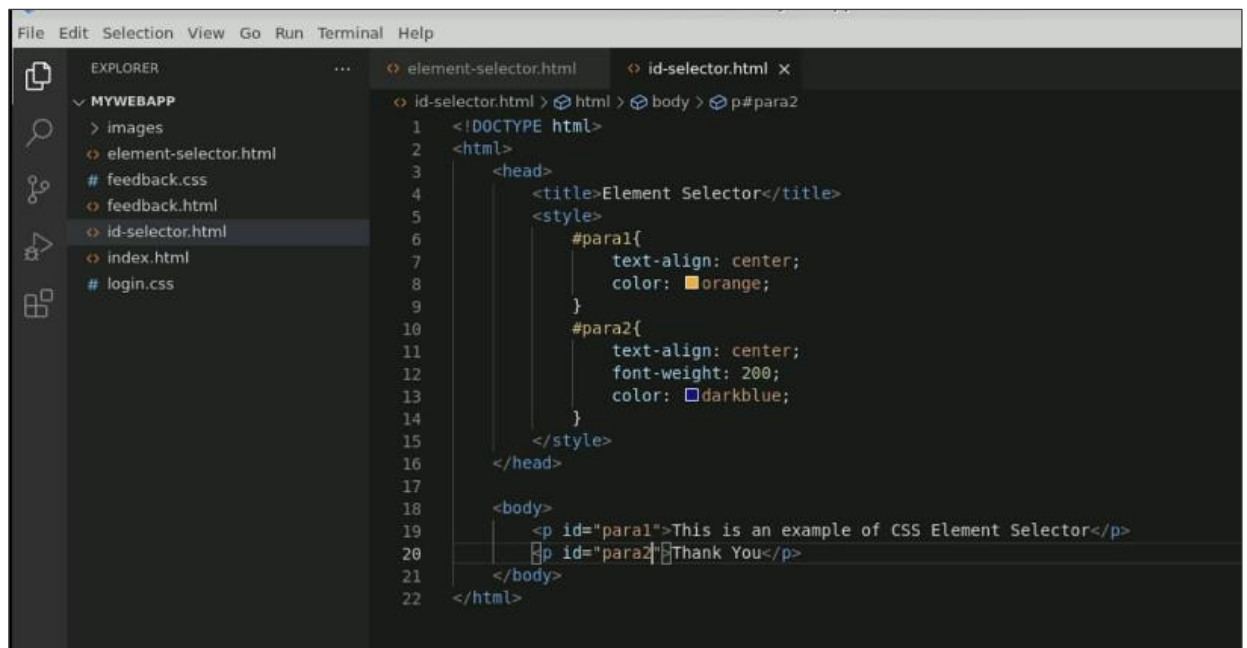 File Edit Selection View Go Run Terminal Help
EXPLORER ...
MYWEBAPP
images
element-selector.html
# feedback.css
feedback.html
id-selector.html
index.html
# login.css
element-selector.html id-selector.html ×
id-selector.html > html > body > p#para2
1 <!DOCTYPE html>
2 <html>
3 <head>
4 <title>Element Selector</title>
5 <style>
6 #para1{
7 text-align: center;
8 color: orange;
9 }
10 #para2{
11 text-align: center;
12 font-weight: 200;
13 color: darkblue;
14 }
15 </style>
16 </head>
17
18 <body>
19 <p id="para1">This is an example of CSS Element Selector</p>
20 <p id="para2">Thank You</p>
21 </body>
22 </html>